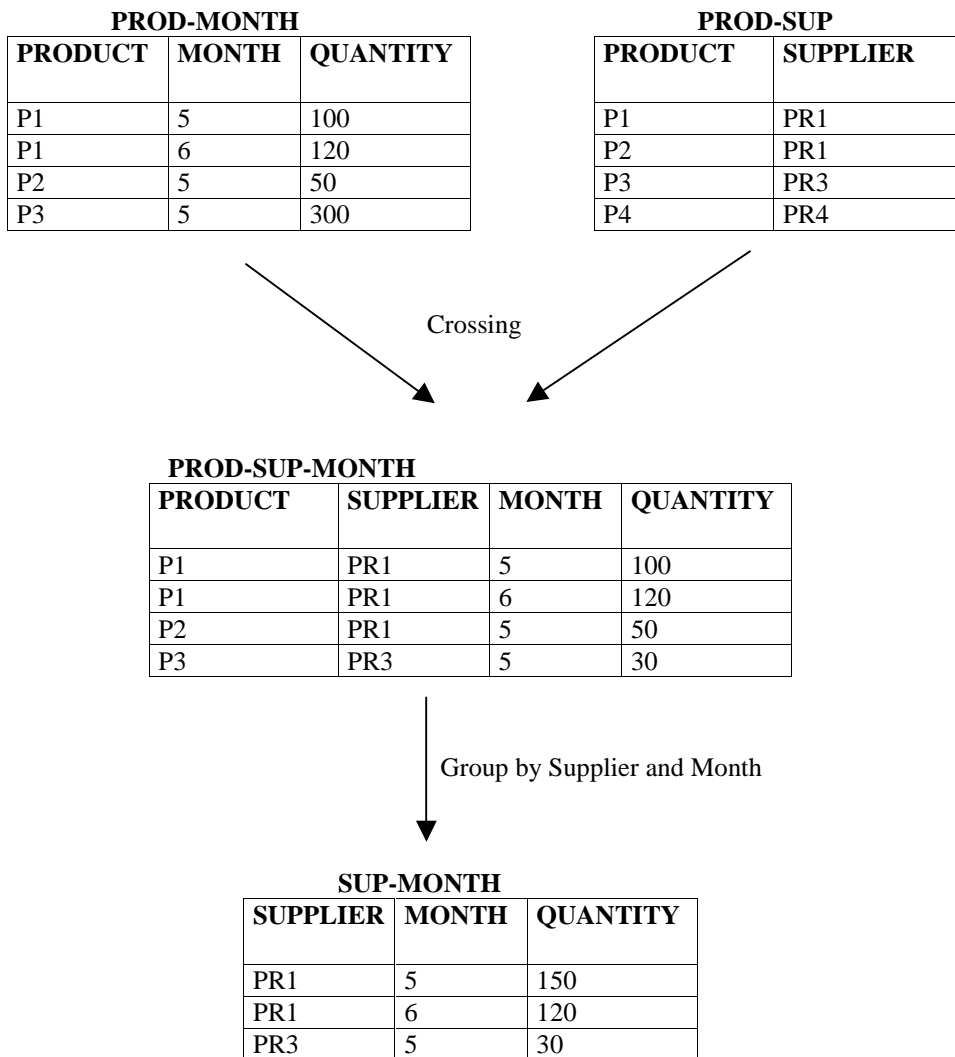 PROD-MONTH
PRODUCT MONTH QUANTITY
P1 5 100
P1 6 120
P2 5 50
P3 5 300
PROD-SUP
PRODUCT SUPPLIER
P1 PR1
P2 PR1
P3 PR3
P4 PR4
Crossing
PROD-SUP-MONTH
PRODUCT SUPPLIER MONTH QUANTITY
P1 PR1 5 100
P1 PR1 6 120
P2 PR1 5 50
P3 PR3 5 30
Group by Supplier and Month
SUP-MONTH
SUPPLIER MONTH QUANTITY
PR1 5 150
PR1 6 120
PR3 5 30